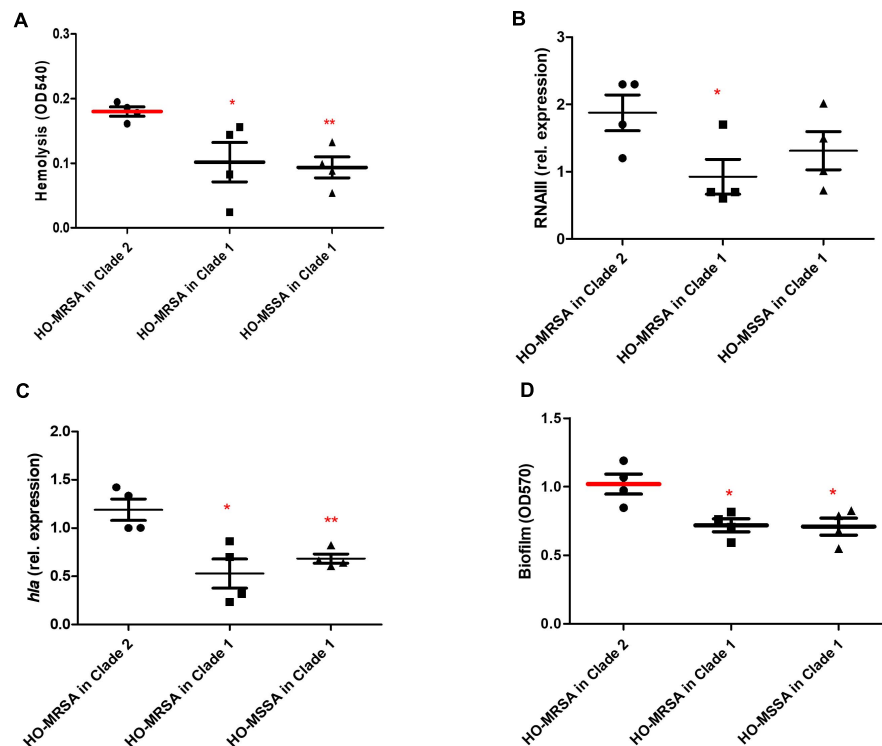 A
Hemolysis (OD540)
0.3
0.2
0.1
0.0
*
**
HO-MRSA in Clade 2
HO-MRSA in Clade 1
HO-MSSA in Clade 1
B
RNAIII (rel. expression)
3
2
1
0
*
HO-MRSA in Clade 2
HO-MRSA in Clade 1
HO-MSSA in Clade 1
C
hla (rel. expression)
2.0
1.5
1.0
0.5
0.0
*
**
HO-MRSA in Clade 2
HO-MRSA in Clade 1
HO-MSSA in Clade 1
D
Biofilm (OD570)
1.5
1.0
0.5
0.0
*
*
HO-MRSA in Clade 2
HO-MRSA in Clade 1
HO-MSSA in Clade 1